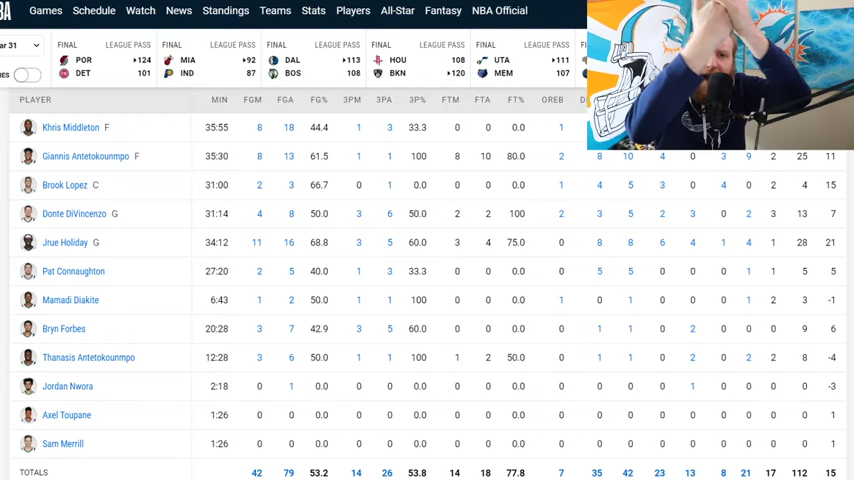 BA Games Schedule Watch News Standings Teams Stats Players All-Star Fantasy NBA Official
ar 31 FINAL LEAGUE PASS FINAL LEAGUE PASS FINAL LEAGUE PASS FINAL LEAGUE PASS FINAL LEAGUE PASS
POR 124 MIA 92 DAL 113 HOU 108 UTA 111
RES DET 101 IND 87 BOS 108 BKN 120 MEM 107
PLAYER MIN FGM FGA FG% 3PM 3PA 3P% FTM FTA FT% OREB
Khris Middleton F 35:55 8 18 44.4 1 3 33.3 0 0 0.0 1
Giannis Antetokounmpo F 35:30 8 13 61.5 1 1 100 8 10 80.0 2 8 10 4 0 3 9 2 25 11
Brook Lopez C 31:00 2 3 66.7 0 1 0.0 0 0 0.0 1 4 5 3 0 4 0 2 4 15
Donte DiVincenzo G 31:14 4 8 50.0 3 6 50.0 2 2 100 2 3 5 2 3 0 2 3 13 7
Jrue Holiday G 34:12 11 16 68.8 3 5 60.0 3 4 75.0 0 8 8 6 4 1 4 1 28 21
Pat Connaughton 27:20 2 5 40.0 1 3 33.3 0 0 0.0 0 5 5 0 0 0 1 1 5 5
Mamadi Diakite 6:43 1 2 50.0 1 1 100 0 0 0.0 1 0 1 0 0 0 1 2 3 -1
Bryn Forbes 20:28 3 7 42.9 3 5 60.0 0 0 0.0 0 1 1 0 2 0 0 0 9 6
Thanasis Antetokounmpo 12:28 3 6 50.0 1 1 100 1 2 50.0 0 1 1 0 2 0 2 2 8 -4
Jordan Nwora 2:18 0 1 0.0 0 0 0.0 0 0 0.0 0 0 0 0 1 0 0 0 0 -3
Axel Toupane 1:26 0 0 0.0 0 0 0.0 0 0 0.0 0 0 0 0 0 0 0 0 0 1
Sam Merrill 1:26 0 0 0.0 0 0 0.0 0 0 0.0 0 0 0 0 0 0 0 0 0 1
TOTALS 42 79 53.2 14 26 53.8 14 18 77.8 7 35 42 23 13 8 21 17 112 15